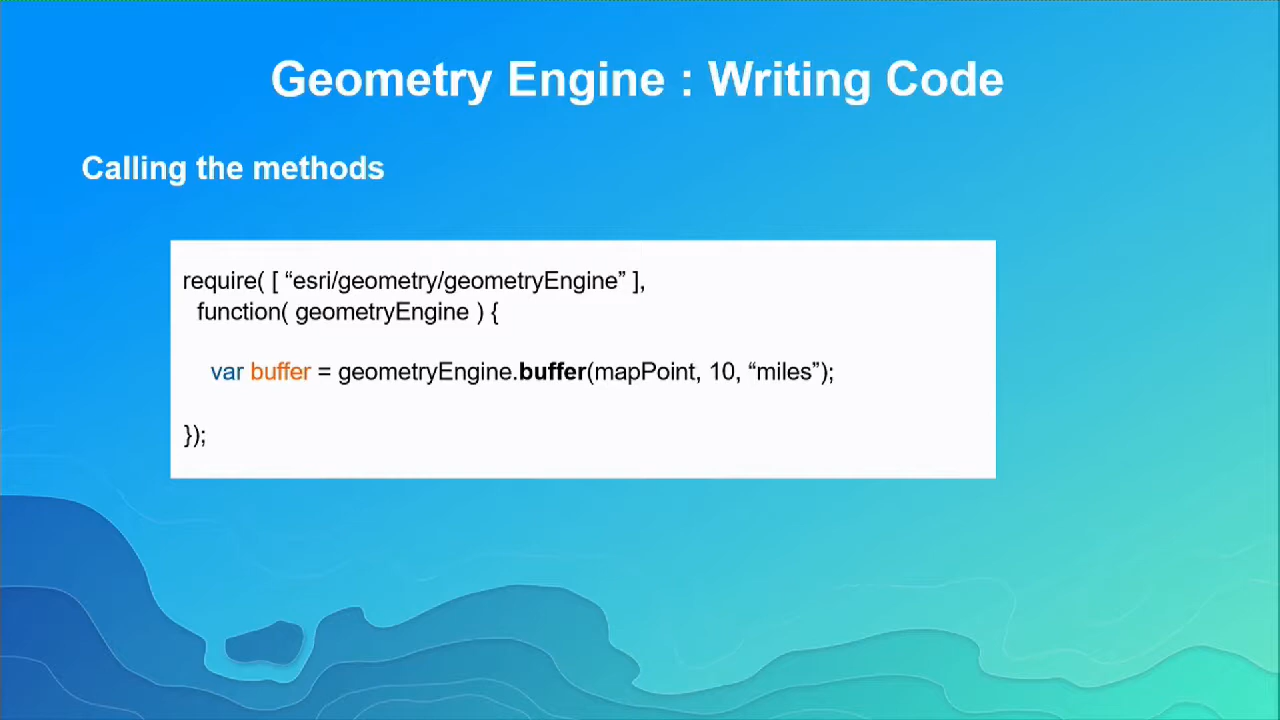 Geometry Engine : Writing Code
Calling the methods
require( [ “esri/geometry/geometryEngine” ],
function( geometryEngine ) {
var buffer = geometryEngine.buffer(mapPoint, 10, “miles”);
});